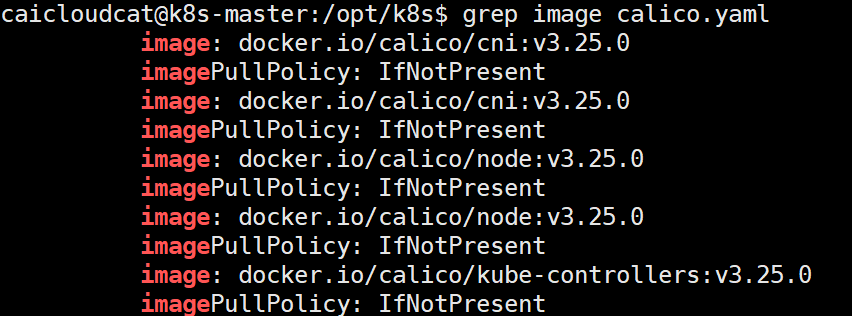 caicloudcat@k8s-master:/opt/k8s$ grep image calico.yaml
image: docker.io/calico/cni:v3.25.0
imagePullPolicy: IfNotPresent
image: docker.io/calico/cni:v3.25.0
imagePullPolicy: IfNotPresent
image: docker.io/calico/node:v3.25.0
imagePullPolicy: IfNotPresent
image: docker.io/calico/node:v3.25.0
imagePullPolicy: IfNotPresent
image: docker.io/calico/kube-controllers:v3.25.0
imagePullPolicy: IfNotPresent